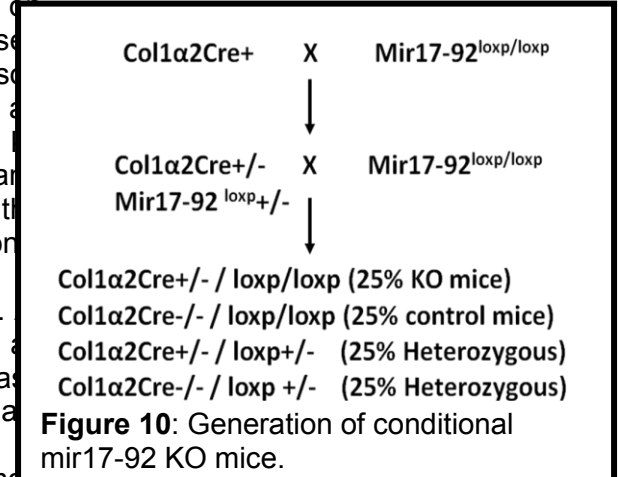 Col1α2Cre+ X Mir17-92loxp/loxp
Col1α2Cre+/- X Mir17-92loxp/loxp
Mir17-92 loxp+/-
Col1α2Cre+/- / loxp/loxp (25% KO mice)
Col1α2Cre-/- / loxp/loxp (25% control mice)
Col1α2Cre+/- / loxp+/- (25% Heterozygous)
Col1α2Cre-/- / loxp +/- (25% Heterozygous)
Figure 10: Generation of conditional
mir17-92 KO mice.